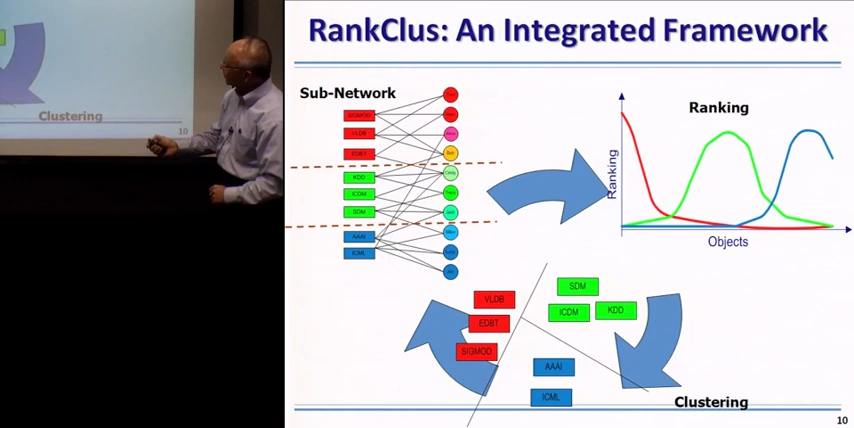 RankClus: An Integrated Framework
Sub-Network
SIGMOD
VLDB
EDBT
KDD
ICDM
SDM
AAAI
ICML
Ranking
Ranking
Objects
SDM
ICDM
KDD
VLDB
EDBT
SIGMOD
AAAI
ICML
Clustering
10
Clustering
10